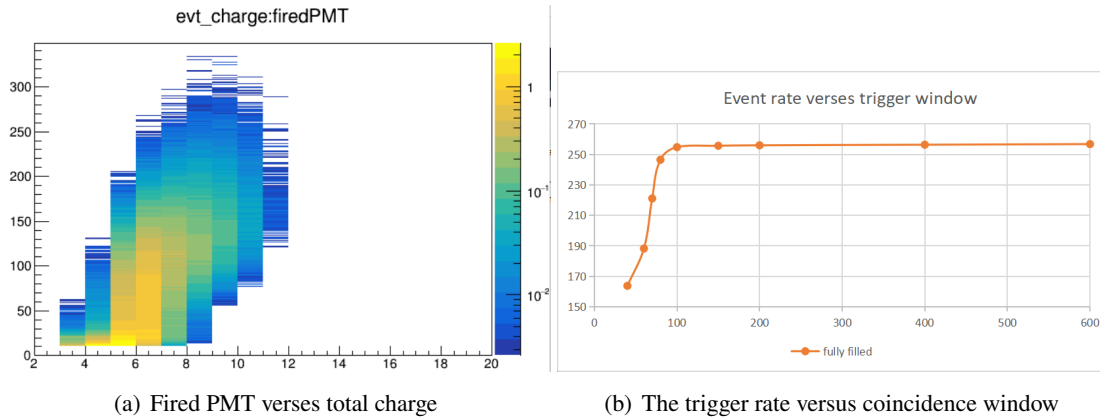 evt_charge:firedPMT
300
250
200
150
100
50
0
2 4 6 8 10 12 14 16 18 20
1
10⁻¹
10⁻²
Event rate verses trigger window
270
250
230
210
190
170
150
0 100 200 300 400 500 600
fully filled
(a) Fired PMT verses total charge
(b) The trigger rate versus coincidence window